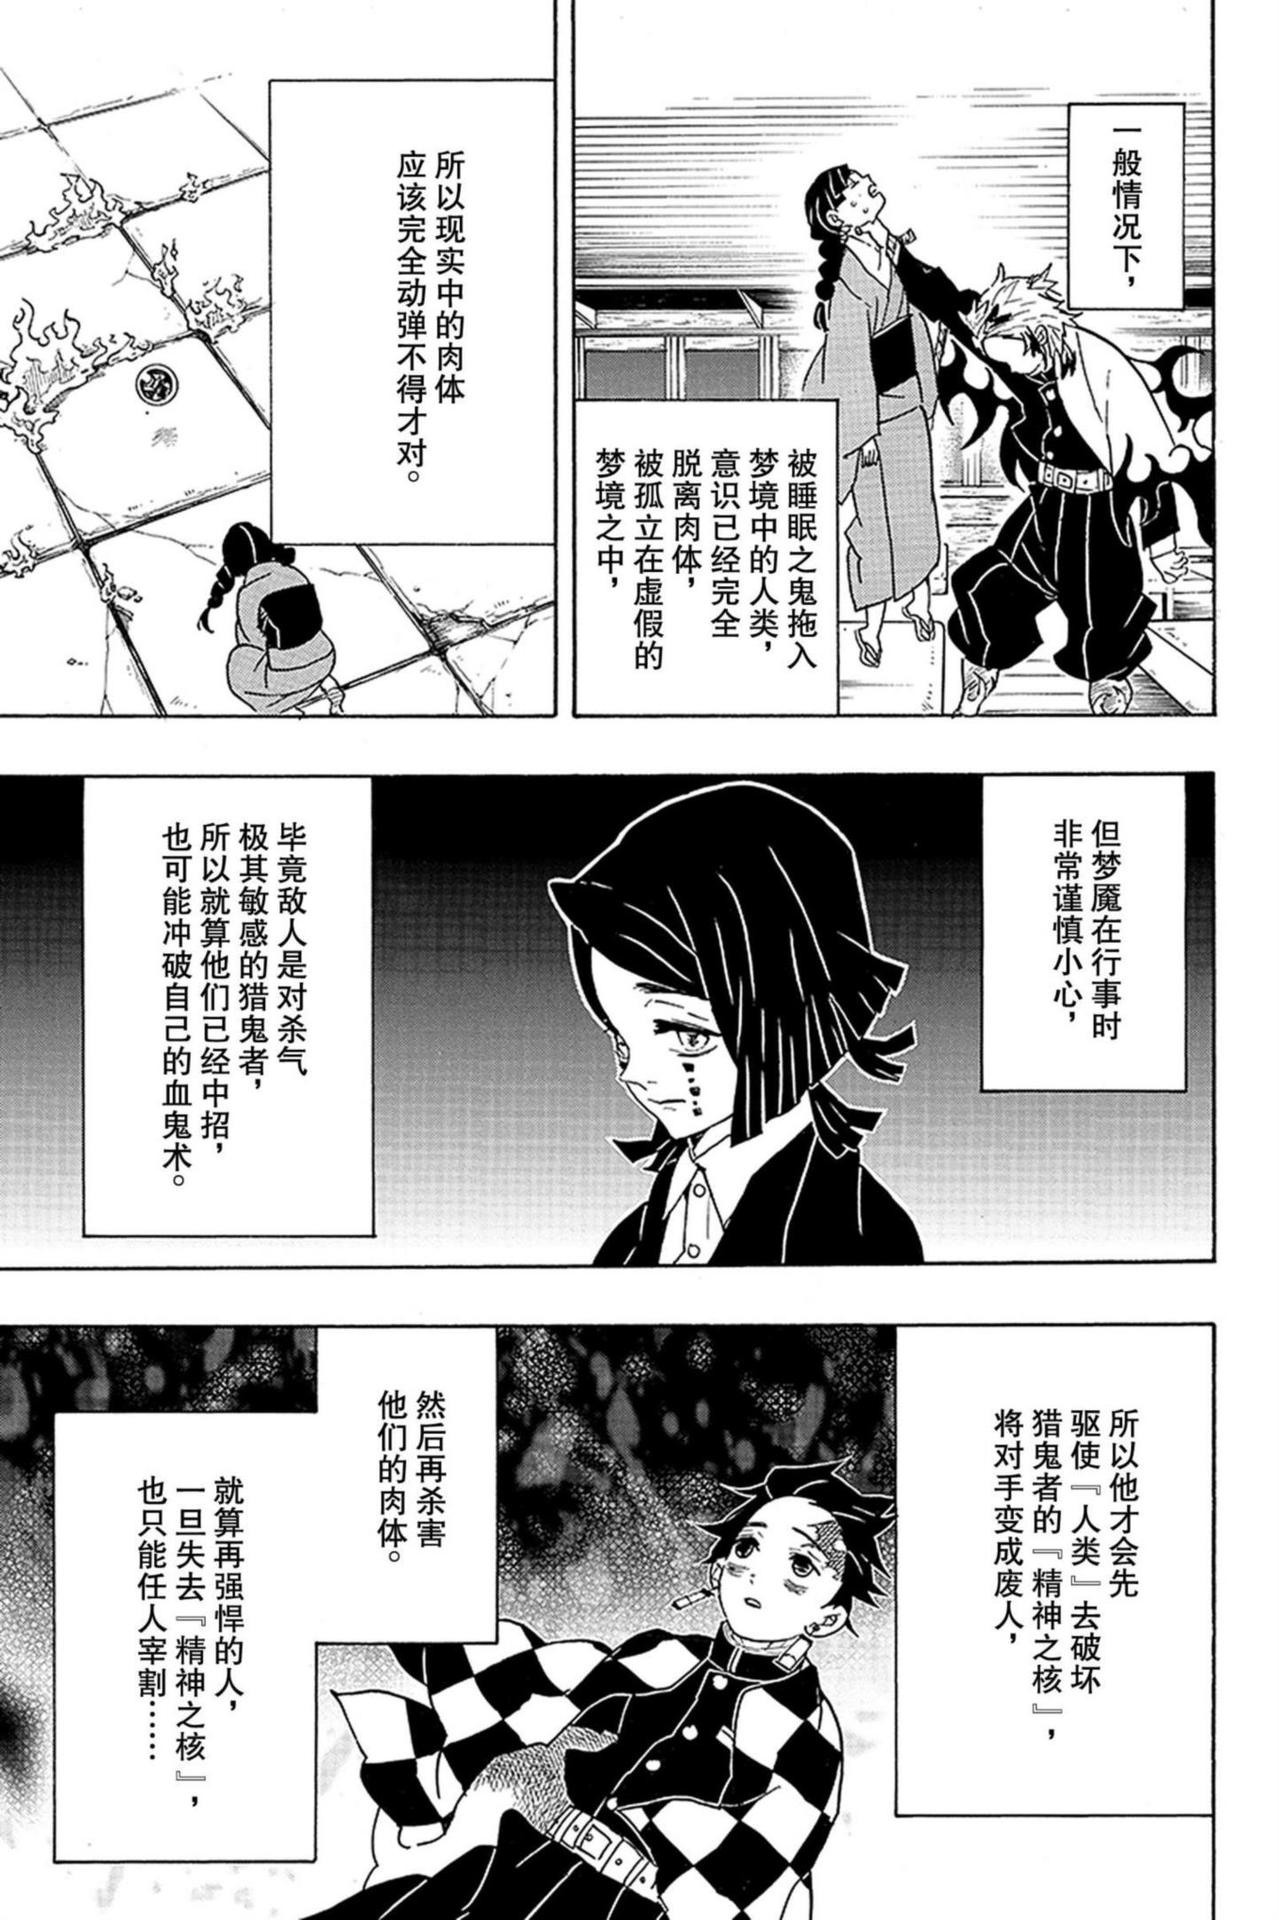 一般情况下，
被睡眠之鬼拖入
梦境中的人类，
意识已经完全
脱离肉体，
被孤立在虚假的
梦境之中，
所以现实中的肉体
应该完全动弹不得才对。
但梦魇在行事时
非常谨慎小心，
毕竟敌人是对杀气
极其敏感的猎鬼者，
所以就算他们已经中招，
也可能冲破自己的血鬼术。
所以他才会先
驱使『人类』去破坏
猎鬼者的『精神之核』，
将对手变成废人，
然后再杀害
他们的肉体。
就算再强悍的人，
一旦失去『精神之核』，
也只能任人宰割……